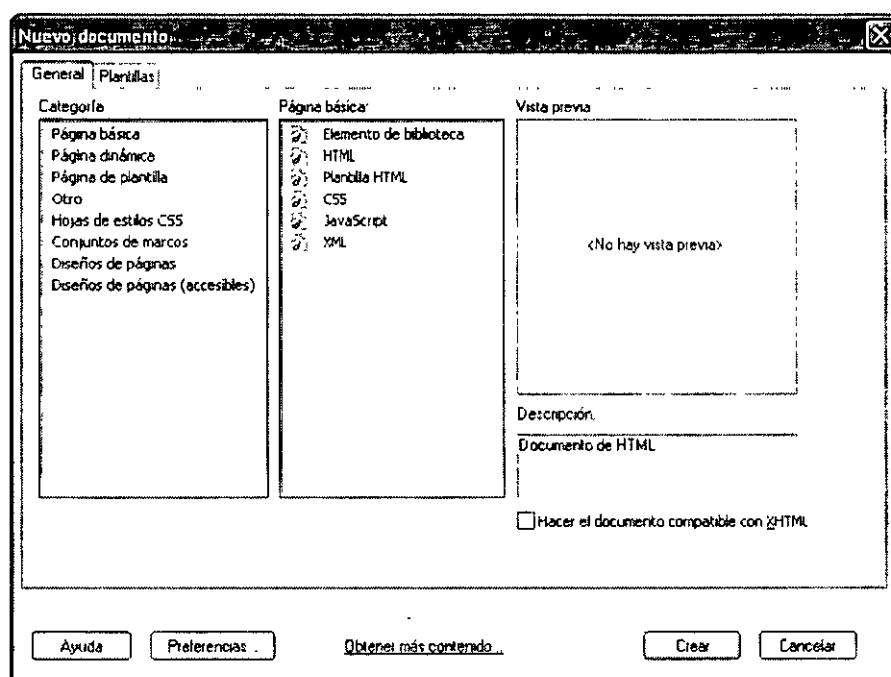 Nuevo documento
General Plantillas
Categoría
Página básica
Página dinámica
Página de plantilla
Otro
Hojas de estilos CSS
Conjuntos de marcos
Diseños de páginas
Diseños de páginas (accesibles)
Página básica:
Elemento de biblioteca
HTML
Plantilla HTML
CSS
JavaScript
XML
Vista previa
<No hay vista previa>
Descripción.
Documento de HTML
Hacer el documento compatible con XHTML
Ayuda Preferencias .. Obtener más contenido .. Crear Cancelar